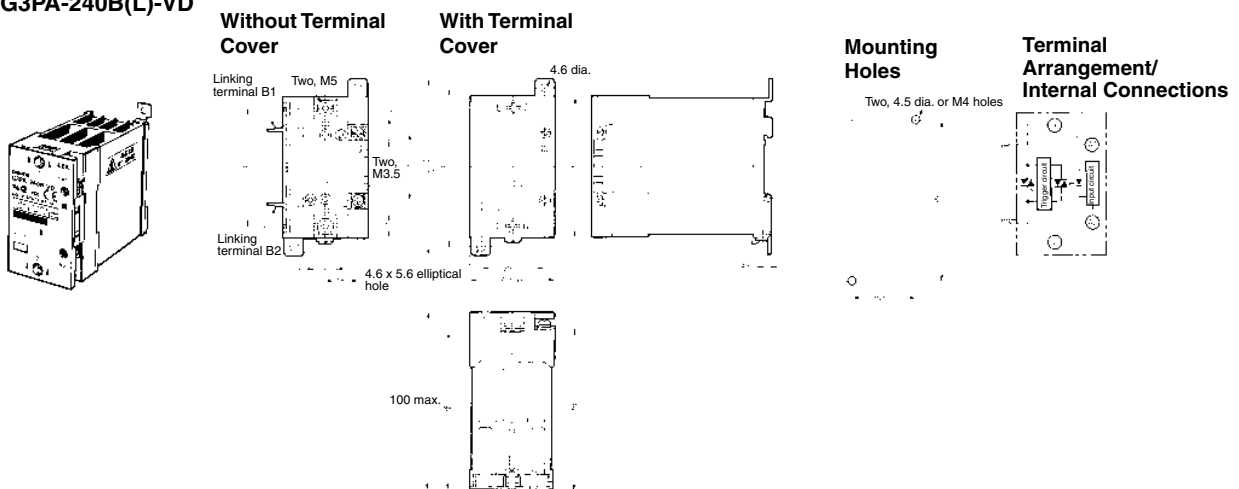 G3PA-240B(L)-VD
Without Terminal
Cover
With Terminal
Cover
Mounting
Holes
Terminal
Arrangement/
Internal Connections
Linking
terminal B1
Two, M5
4.6 dia.
Two, 4.5 dia. or M4 holes
Two,
M3.5
Trigger circuit
Input circuit
Linking
terminal B2
4.6 x 5.6 elliptical
hole
100 max.